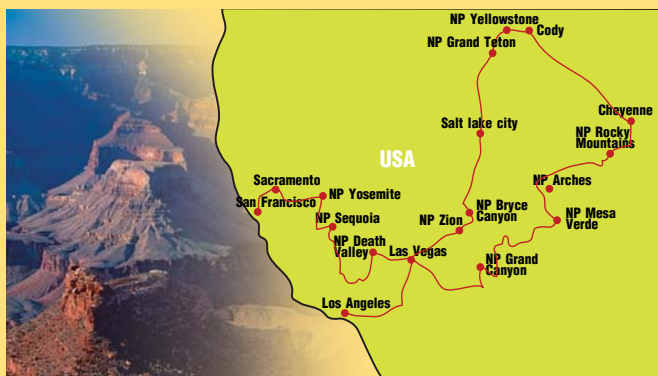 NP Yellowstone
Cody
NP Grand Teton
Cheyenne
Salt lake city
NP Rocky
Mountains
USA
Sacramento
San Francisco
NP Yosemite
NP Arches
NP Sequoia
NP Zion
NP Bryce
Canyon
NP Mesa
Verde
NP Death
Valley
Las Vegas
NP Grand
Canyon
Los Angeles